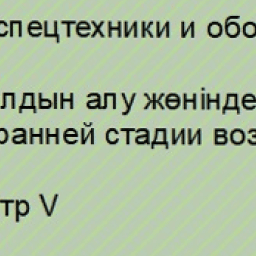 спецтехники и обо
лдын алу жөнінде
ранней стадии воз
тр V